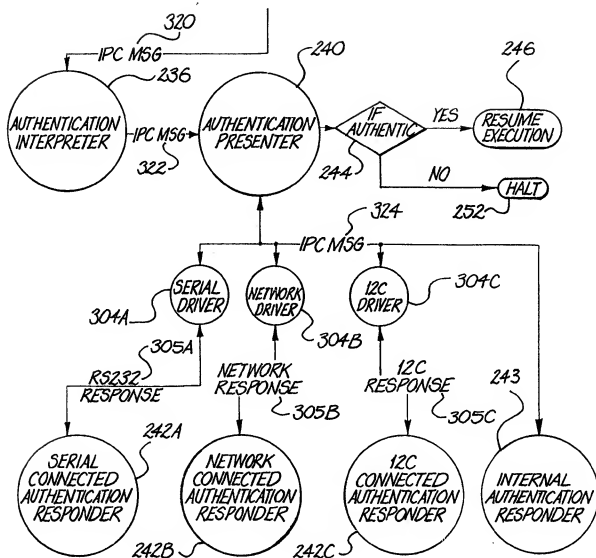 320
IPC MSG
236
240
246
AUTHENTICATION
INTERPRETER
IPC MSG
322
AUTHENTICATION
PRESENTER
IF
AUTHENTIC
244
YES
RESUME
EXECUTION
NO
HALT
252
324
IPC MSG
SERIAL
DRIVER
304A
NETWORK
DRIVER
304B
12C
DRIVER
304C
305A
RS232
RESPONSE
NETWORK
RESPONSE
305B
12C
RESPONSE
305C
243
242A
SERIAL
CONNECTED
AUTHENTICATION
RESPONDER
NETWORK
CONNECTED
AUTHENTICATION
RESPONDER
242B
12C
CONNECTED
AUTHENTICATION
RESPONDER
242C
INTERNAL
AUTHENTICATION
RESPONDER